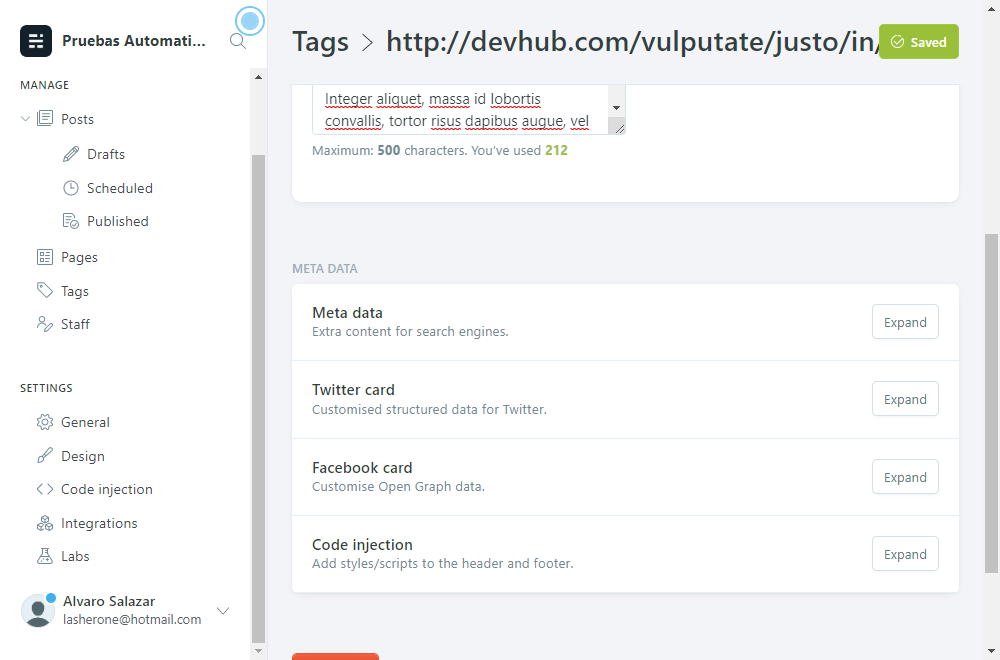 Pruebas Automati...
MANAGE
Posts
Drafts
Scheduled
Published
Pages
Tags
Staff
SETTINGS
General
Design
Code injection
Integrations
Labs
Alvaro Salazar
lasherone@hotmail.com
Tags > http://devhub.com/vulputate/justo/in/
Saved
Integer aliquet, massa id lobortis
convallis, tortor risus dapibus augue, vel
Maximum: 500 characters. You've used 212
META DATA
Meta data
Extra content for search engines.
Expand
Twitter card
Customised structured data for Twitter.
Expand
Facebook card
Customise Open Graph data.
Expand
Code injection
Add styles/scripts to the header and footer.
Expand